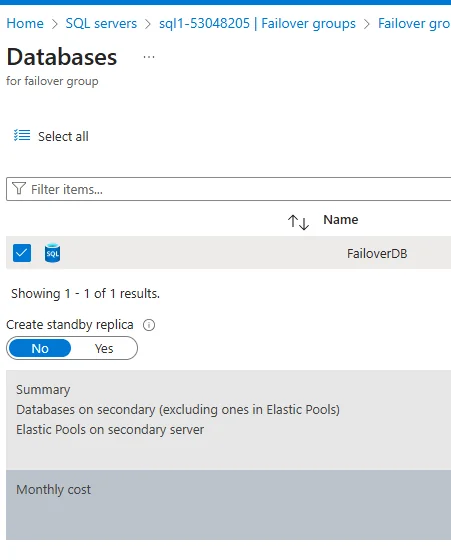 Home > SQL servers > sql1-53048205 | Failover groups > Failover gro
Databases ...
for failover group
Select all
Filter items...
↑↓ Name
SQL FailoverDB
Showing 1 - 1 of 1 results.
Create standby replica
No Yes
Summary
Databases on secondary (excluding ones in Elastic Pools)
Elastic Pools on secondary server
Monthly cost